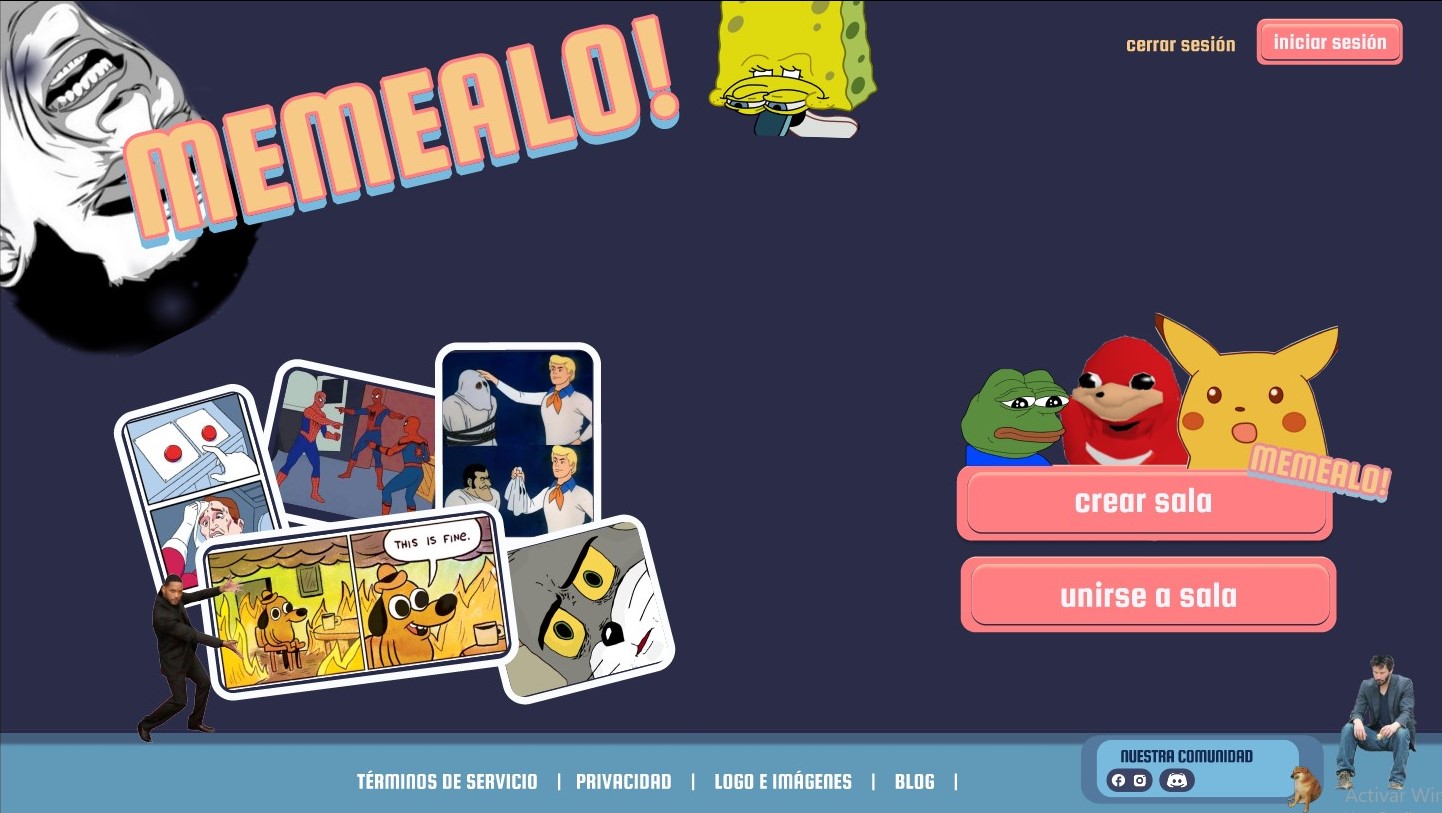 MEMEALO!
cerrar sesión
iniciar sesión
THIS IS FINE.
MEMEALO!
crear sala
unirse a sala
NUESTRA COMUNIDAD
TÉRMINOS DE SERVICIO | PRIVACIDAD | LOGO E IMÁGENES | BLOG |
Activar Win